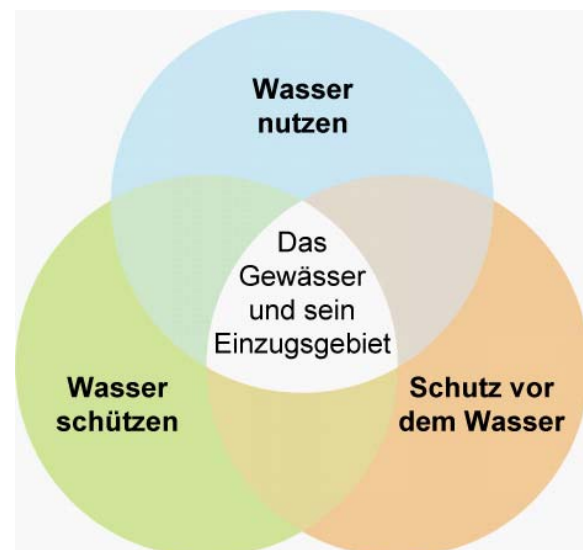 Wasser
nutzen
Das
Gewässer
und sein
Einzugsgebiet
Wasser
schützen
Schutz vor
dem Wasser